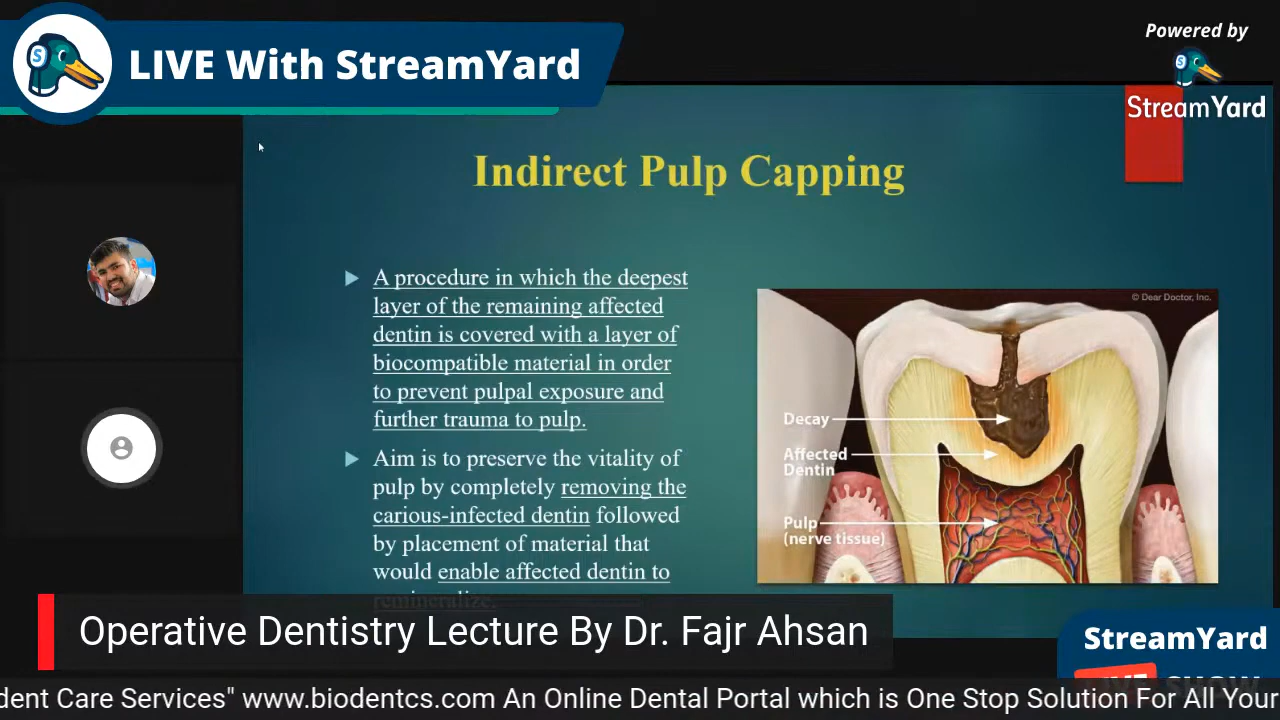 LIVE With StreamYard
Powered by
StreamYard
Indirect Pulp Capping
A procedure in which the deepest
layer of the remaining affected
dentin is covered with a layer of
biocompatible material in order
to prevent pulpal exposure and
further trauma to pulp.
Aim is to preserve the vitality of
pulp by completely removing the
carious-infected dentin followed
by placement of material that
would enable affected dentin to
remineralize.
© Dear Doctor, Inc.
Decay
Affected
Dentin
Pulp
(nerve tissue)
Operative Dentistry Lecture By Dr. Fajr Ahsan
StreamYard
LIVE SHOW
dent Care Services" www.biodentcs.com An Online Dental Portal which is One Stop Solution For All Your